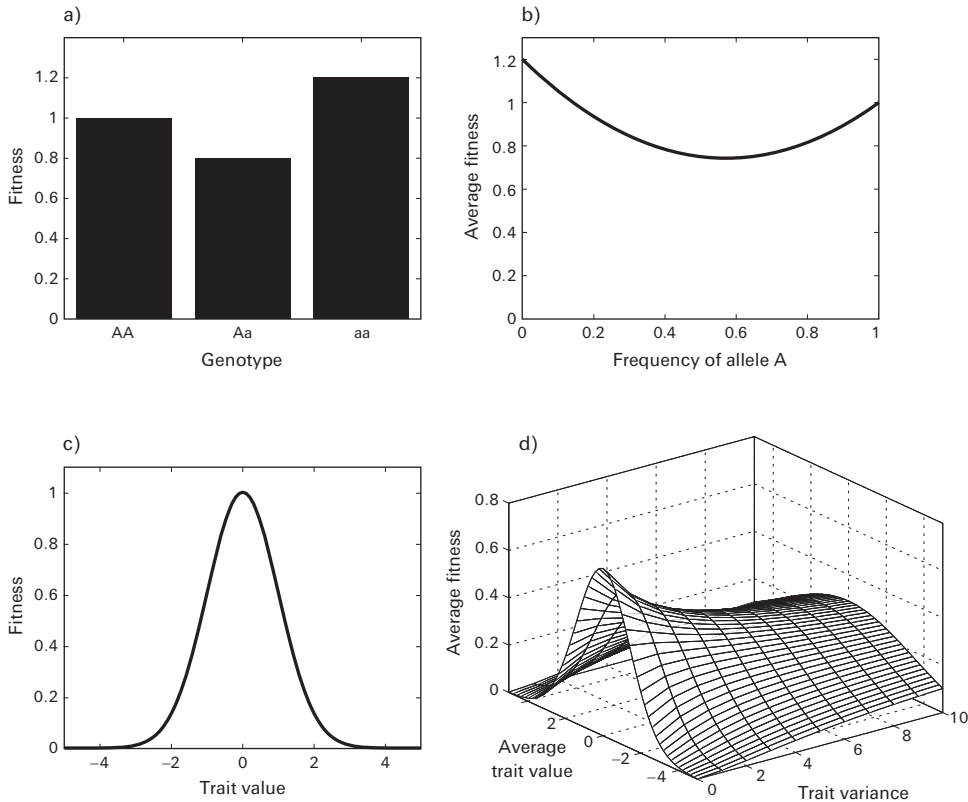 a)
Fitness
1.2
1
0.8
0.6
0.4
0.2
0
AA Aa aa
Genotype
b)
Average fitness
1.2
1
0.8
0.6
0.4
0.2
0
0 0.2 0.4 0.6 0.8 1
Frequency of allele A
c)
Fitness
1
0.8
0.6
0.4
0.2
0
−4 −2 0 2 4
Trait value
d)
Average fitness
0.8
0.6
0.4
0.2
0
2
0
−2
−4
Average
trait value
0
2
4
6
8
10
Trait variance